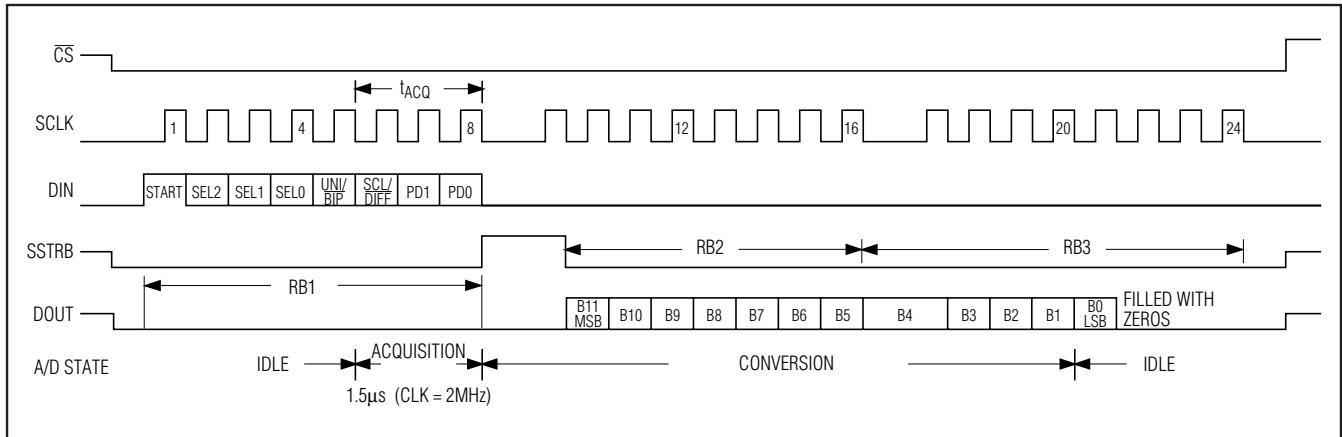 CS
tACQ
SCLK 1 4 8 12 16 20 24
DIN START SEL2 SEL1 SEL0 UNI/ BIP SCL/ DIFF PD1 PD0
SSTRB RB2 RB3
RB1
DOUT B11 MSB B10 B9 B8 B7 B6 B5 B4 B3 B2 B1 B0 LSB FILLED WITH ZEROS
A/D STATE IDLE ACQUISITION CONVERSION IDLE
1.5μs (CLK = 2MHz)